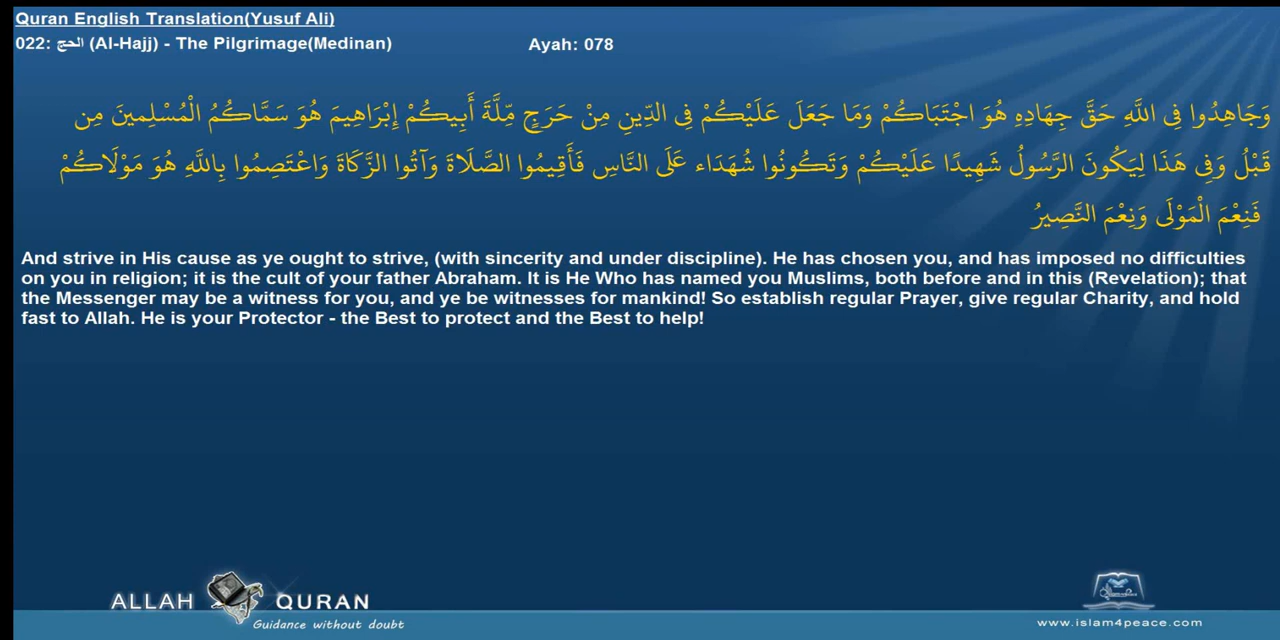 Quran English Translation(Yusuf Ali)
022: الحج (Al-Hajj) - The Pilgrimage(Medinan) Ayah: 078
وَجَاهِدُوا فِي اللَّهِ حَقَّ جِهَادِهِ هُوَ اجْتَبَاكُمْ وَمَا جَعَلَ عَلَيْكُمْ فِي الدِّينِ مِنْ حَرَجٍ مِّلَّةَ أَبِيكُمْ إِبْرَاهِيمَ هُوَ سَمَّاكُمُ الْمُسْلِمِينَ مِن
قَبْلُ وَفِي هَذَا لِيَكُونَ الرَّسُولُ شَهِيدًا عَلَيْكُمْ وَتَكُونُوا شُهَدَاء عَلَى النَّاسِ فَأَقِيمُوا الصَّلَاةَ وَآتُوا الزَّكَاةَ وَاعْتَصِمُوا بِاللَّهِ هُوَ مَوْلَاكُمْ
فَنِعْمَ الْمَوْلَى وَنِعْمَ النَّصِيرُ
And strive in His cause as ye ought to strive, (with sincerity and under discipline). He has chosen you, and has imposed no difficulties
on you in religion; it is the cult of your father Abraham. It is He Who has named you Muslims, both before and in this (Revelation); that
the Messenger may be a witness for you, and ye be witnesses for mankind! So establish regular Prayer, give regular Charity, and hold
fast to Allah. He is your Protector - the Best to protect and the Best to help!
ALLAH QURAN
Guidance without doubt
www.islam4peace.com